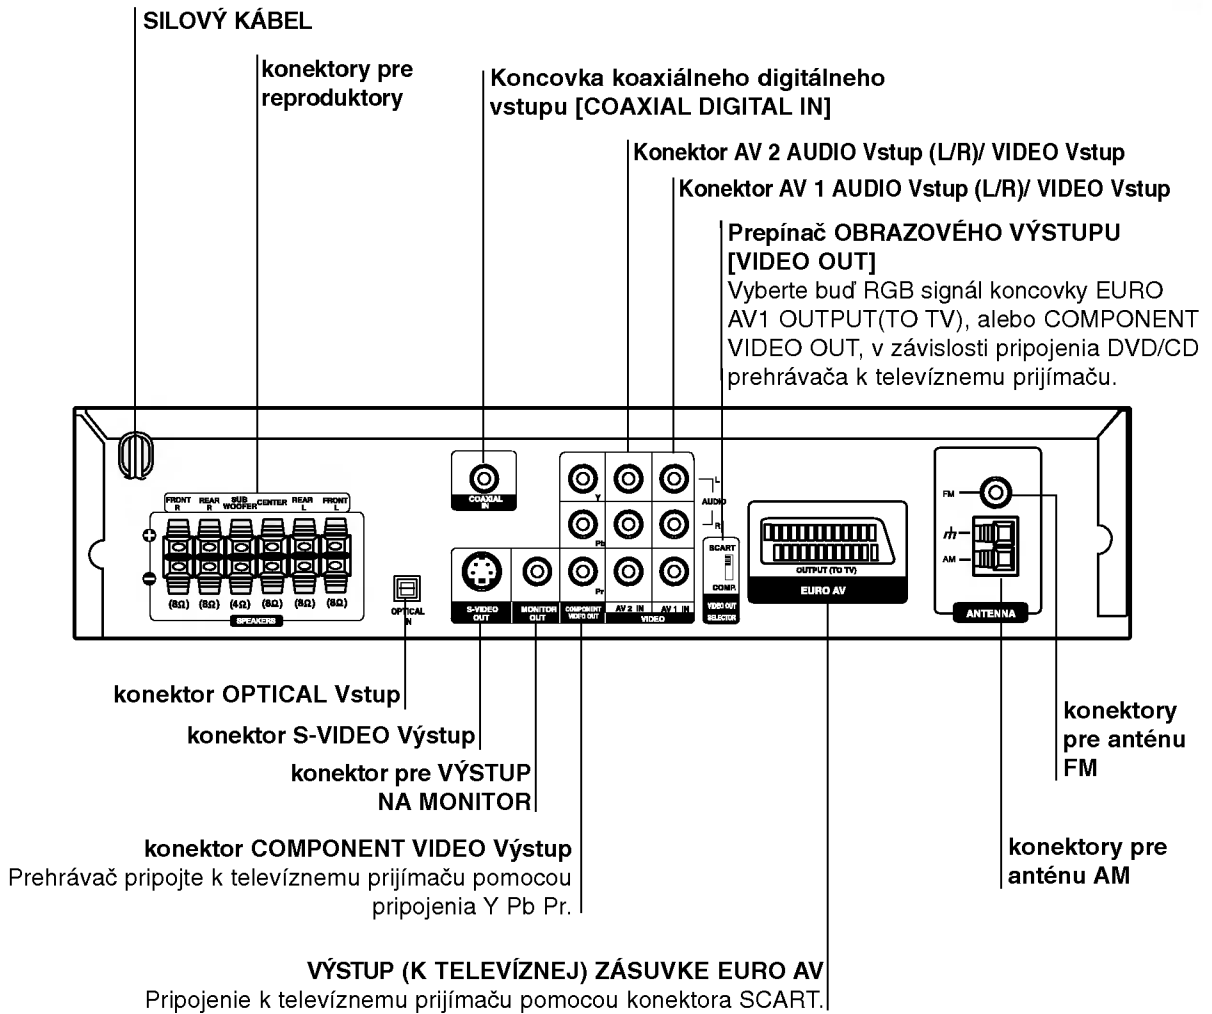 SILOVÝ KÁBEL
konektory pre
reproduktory
Koncovka koaxiálneho digitálneho
vstupu [COAXIAL DIGITAL IN]
Konektor AV 2 AUDIO Vstup (L/R)/ VIDEO Vstup
Konektor AV 1 AUDIO Vstup (L/R)/ VIDEO Vstup
Prepínač OBRAZOVÉHO VÝSTUPU
[VIDEO OUT]
Vyberte buď RGB signál koncovky EURO
AV1 OUTPUT(TO TV), alebo COMPONENT
VIDEO OUT, v závislosti pripojenia DVD/CD
prehrávača k televíznemu prijímaču.
FRONT R
REAR R
SUB WOOFER
CENTER
REAR L
FRONT L
(8Ω) (8Ω) (4Ω) (8Ω) (8Ω) (8Ω)
SPEAKERS
OPTICAL
IN
COAXIAL
IN
Y
Pb
Pr
L
AUDIO
R
S-VIDEO
OUT
MONITOR
OUT
COMPONENT
VIDEO OUT
AV 2 IN
AV 1 IN
VIDEO
SCART
COMP.
VIDEO OUT
SELECTOR
OUTPUT (TO TV)
EURO AV
FM
AM
ANTENNA
konektor OPTICAL Vstup
konektor S-VIDEO Výstup
konektor pre VÝSTUP
NA MONITOR
konektor COMPONENT VIDEO Výstup
Prehrávač pripojte k televíznemu prijímaču pomocou
pripojenia Y Pb Pr.
VÝSTUP (K TELEVÍZNEJ) ZÁSUVKE EURO AV
Pripojenie k televíznemu prijímaču pomocou konektora SCART.
konektory
pre anténu
FM
konektory pre
anténu AM